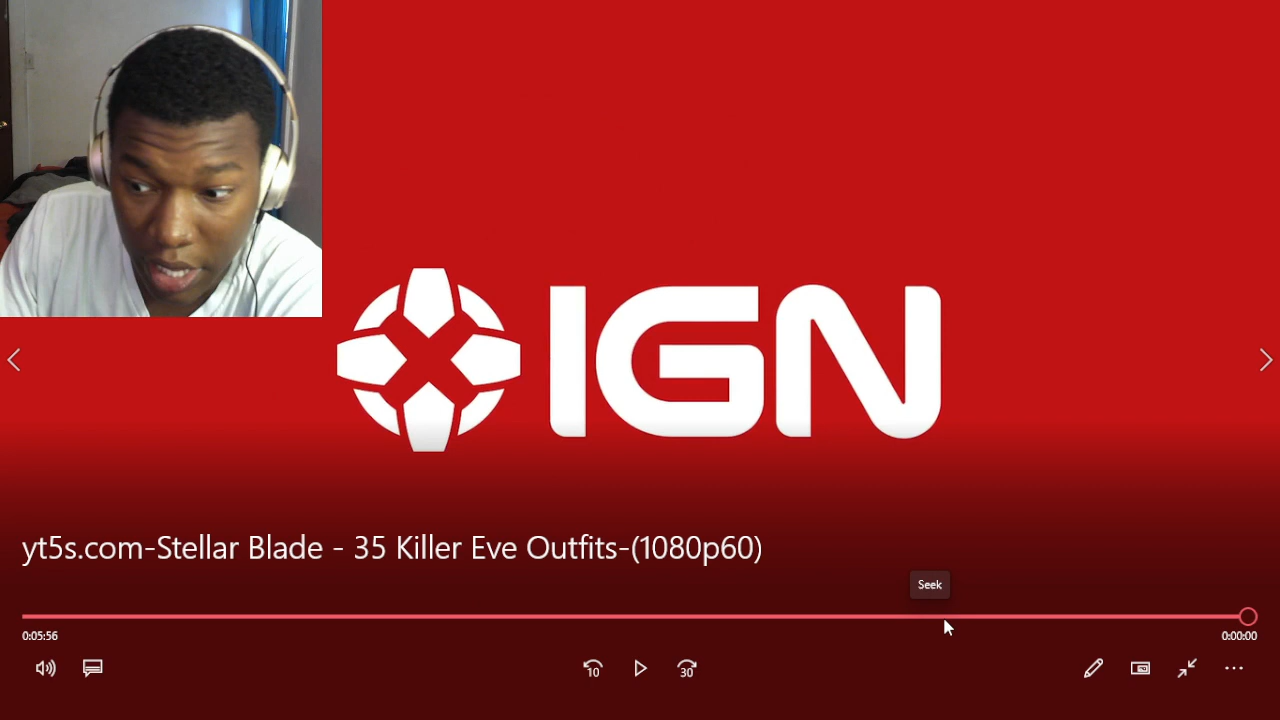 IGN
yt5s.com-Stellar Blade - 35 Killer Eve Outfits-(1080p60)
Seek
0:05:56
0:00:00
10
30